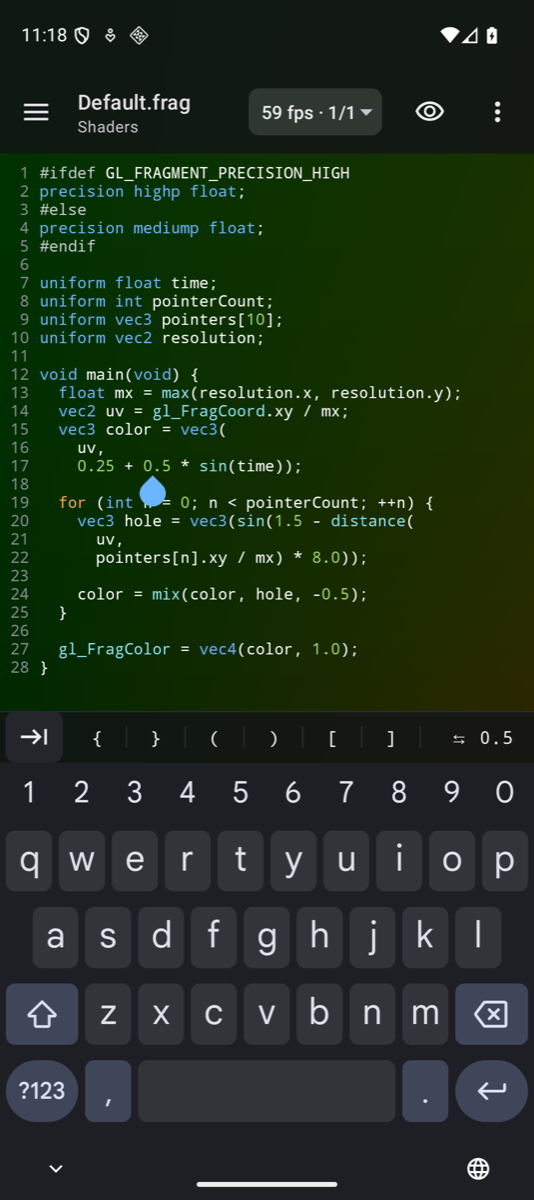 11:18
Default.frag
Shaders
59 fps · 1/1
1 #ifdef GL_FRAGMENT_PRECISION_HIGH
2 precision highp float;
3 #else
4 precision mediump float;
5 #endif
6
7 uniform float time;
8 uniform int pointerCount;
9 uniform vec3 pointers[10];
10 uniform vec2 resolution;
11
12 void main(void) {
13 float mx = max(resolution.x, resolution.y);
14 vec2 uv = gl_FragCoord.xy / mx;
15 vec3 color = vec3(
16 uv,
17 0.25 + 0.5 * sin(time));
18
19 for (int = 0; n < pointerCount; ++n) {
20 vec3 hole = vec3(sin(1.5 - distance(
21 uv,
22 pointers[n].xy / mx) * 8.0));
23
24 color = mix(color, hole, -0.5);
25 }
26
27 gl_FragColor = vec4(color, 1.0);
28 }
{ } ( ) [ ] ⇆ 0.5
1 2 3 4 5 6 7 8 9 0
q w e r t y u i o p
a s d f g h j k l
z x c v b n m
?123 , .